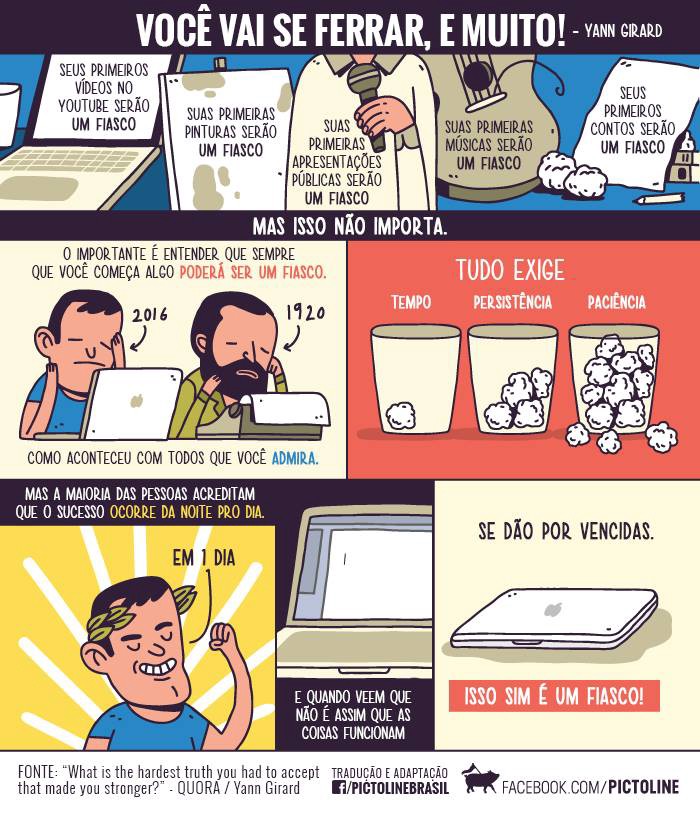 VOCÊ VAI SE FERRAR, E MUITO! - YANN GIRARD
SEUS PRIMEIROS
VÍDEOS NO
YOUTUBE SERÃO
UM FIASCO
SUAS PRIMEIRAS
PINTURAS SERÃO
UM FIASCO
SUAS
PRIMEIRAS
APRESENTAÇÕES
PÚBLICAS SERÃO
UM FIASCO
SUAS PRIMEIRAS
MÚSICAS SERÃO
UM FIASCO
SEUS
PRIMEIROS
CONTOS SERÃO
UM FIASCO
MAS ISSO NÃO IMPORTA.
O IMPORTANTE É ENTENDER QUE SEMPRE
QUE VOCÊ COMEÇA ALGO PODERÁ SER UM FIASCO.
2016
1920
COMO ACONTECEU COM TODOS QUE VOCÊ ADMIRA.
TUDO EXIGE
TEMPO
PERSISTÊNCIA
PACIÊNCIA
MAS A MAIORIA DAS PESSOAS ACREDITAM
QUE O SUCESSO OCORRE DA NOITE PRO DIA.
EM 1 DIA
E QUANDO VEEM QUE
NÃO É ASSIM QUE AS
COISAS FUNCIONAM
SE DÃO POR VENCIDAS.
ISSO SIM É UM FIASCO!
FONTE: "What is the hardest truth you had to accept
that made you stronger?" - QUORA / Yann Girard
TRADUÇÃO E ADAPTAÇÃO
f/PICTOLINEBRASIL
FACEBOOK.COM/PICTOLINE